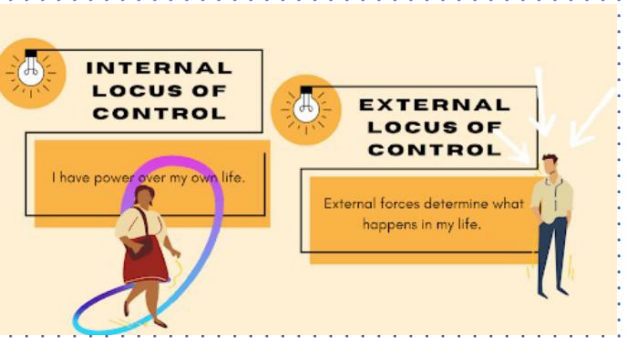 INTERNAL
LOCUS OF
CONTROL
I have power over my own life.
EXTERNAL
LOCUS OF
CONTROL
External forces determine what
happens in my life.